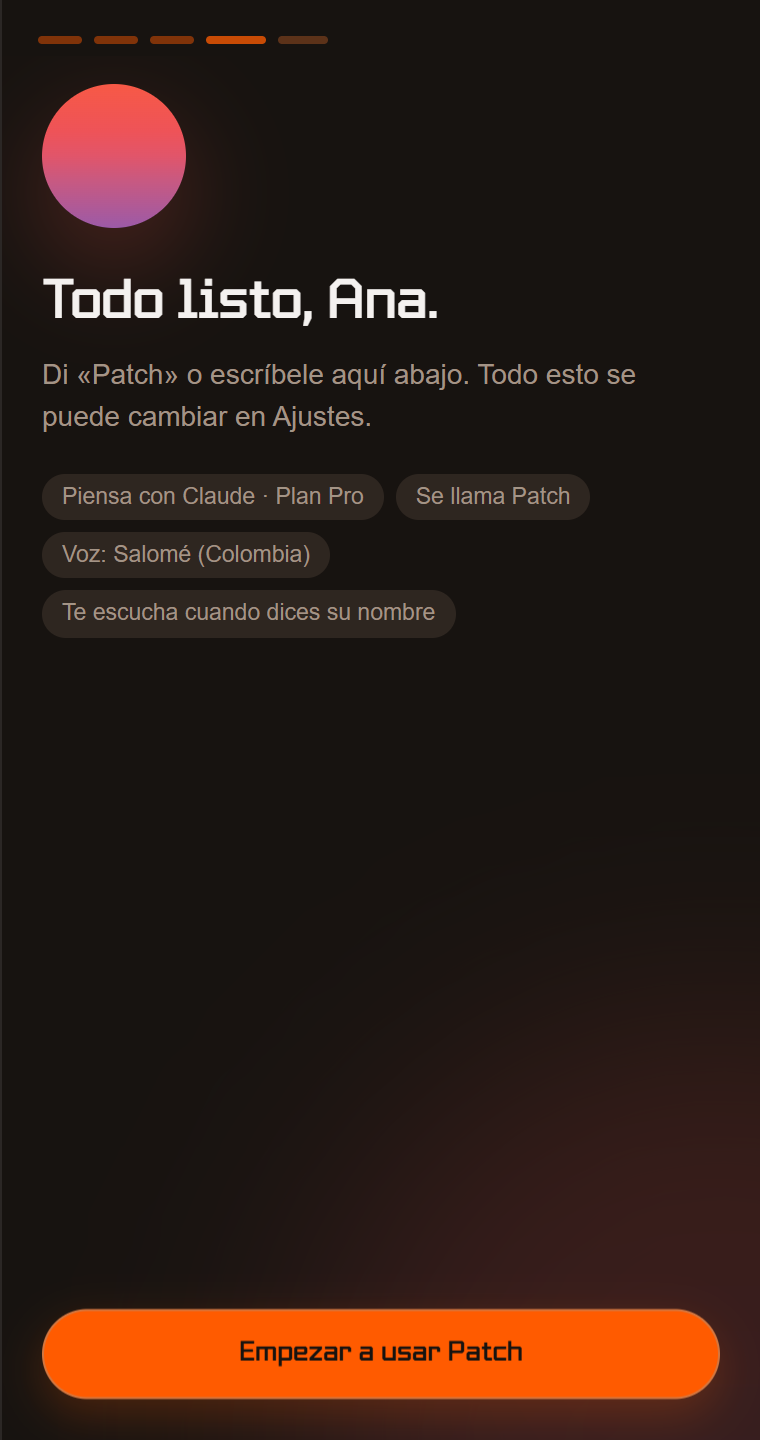 Todo listo, Ana.
Di «Patch» o escríbele aquí abajo. Todo esto se
puede cambiar en Ajustes.
Piensa con Claude · Plan Pro
Se llama Patch
Voz: Salomé (Colombia)
Te escucha cuando dices su nombre
Empezar a usar Patch